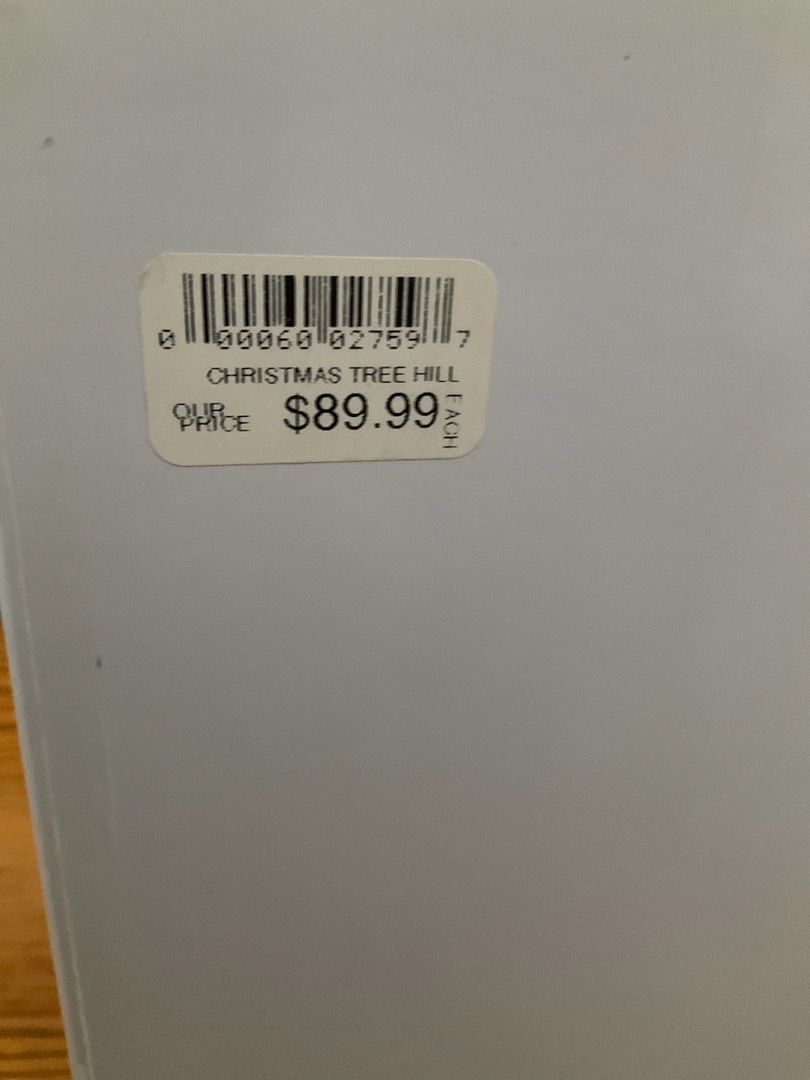 0 00060 02759 7
CHRISTMAS TREE HILL
OUR PRICE $89.99 EACH